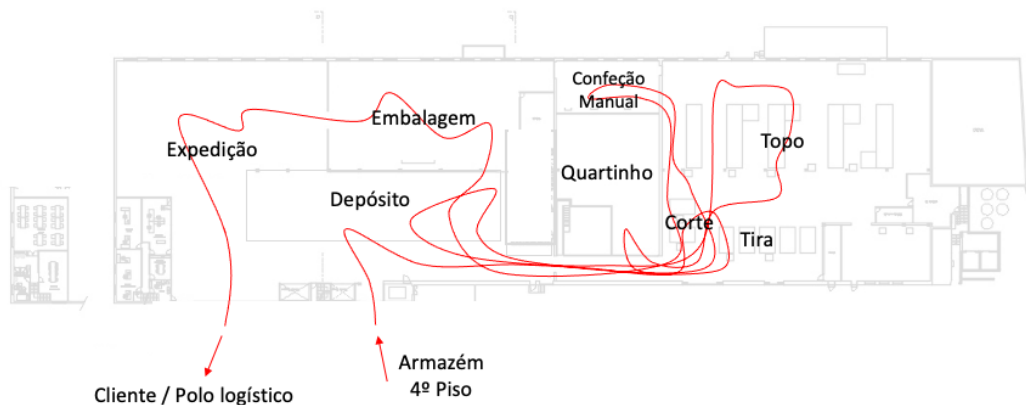 Confeção
Manual
Embalagem
Topo
Expedição
Quartinho
Depósito
Corte
Tira
Armazém
4º Piso
Cliente / Polo logístico